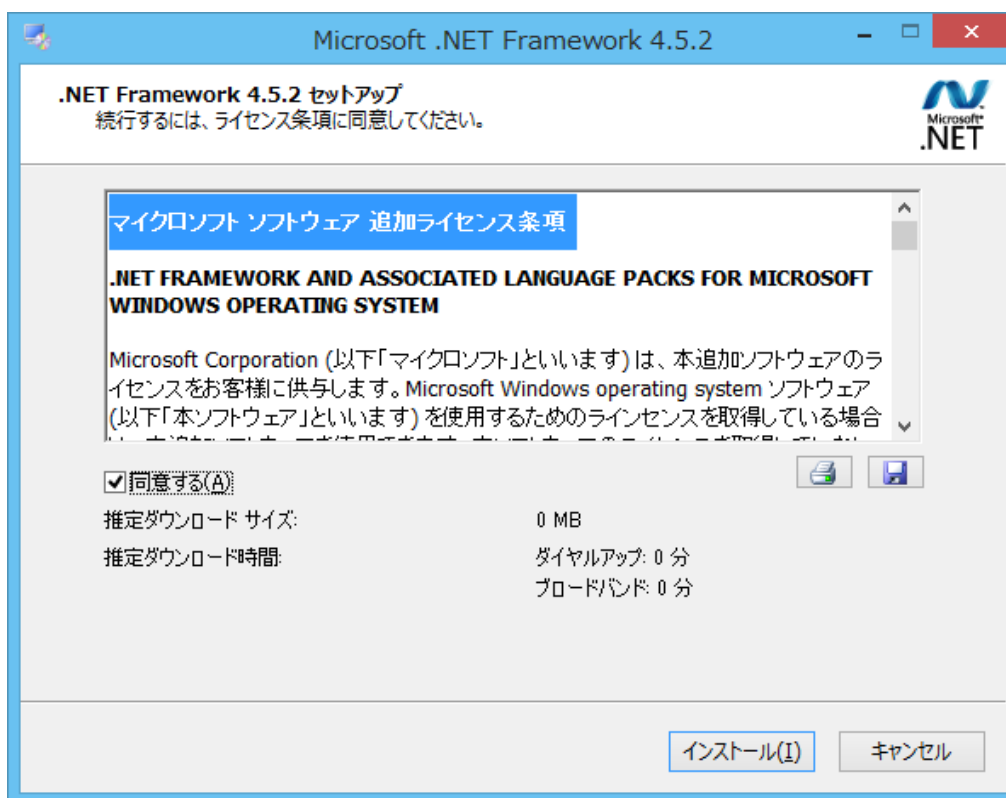 Microsoft .NET Framework 4.5.2
.NET Framework 4.5.2 セットアップ
続行するには、ライセンス条項に同意してください。
Microsoft
.NET
マイクロソフト ソフトウェア 追加ライセンス条項
.NET FRAMEWORK AND ASSOCIATED LANGUAGE PACKS FOR MICROSOFT
WINDOWS OPERATING SYSTEM
Microsoft Corporation (以下「マイクロソフト」といいます) は、本追加ソフトウェアのラ
イセンスをお客様に供与します。Microsoft Windows operating system ソフトウェア
(以下「本ソフトウェア」といいます) を使用するためのラインセンスを取得している場合
同意する(A)
推定ダウンロード サイズ:
0 MB
推定ダウンロード時間:
ダイヤルアップ: 0 分
ブロードバンド: 0 分
インストール(I)
キャンセル